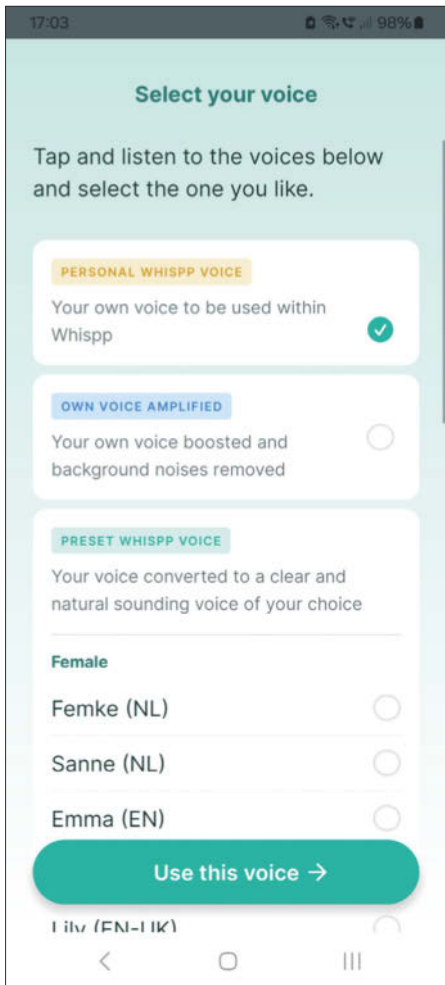 17:03 98%
Select your voice
Tap and listen to the voices below
and select the one you like.
PERSONAL WHISPP VOICE
Your own voice to be used within
Whispp
OWN VOICE AMPLIFIED
Your own voice boosted and
background noises removed
PRESET WHISPP VOICE
Your voice converted to a clear and
natural sounding voice of your choice
Female
Femke (NL)
Sanne (NL)
Emma (EN)
Use this voice →
Lily (EN-UK)